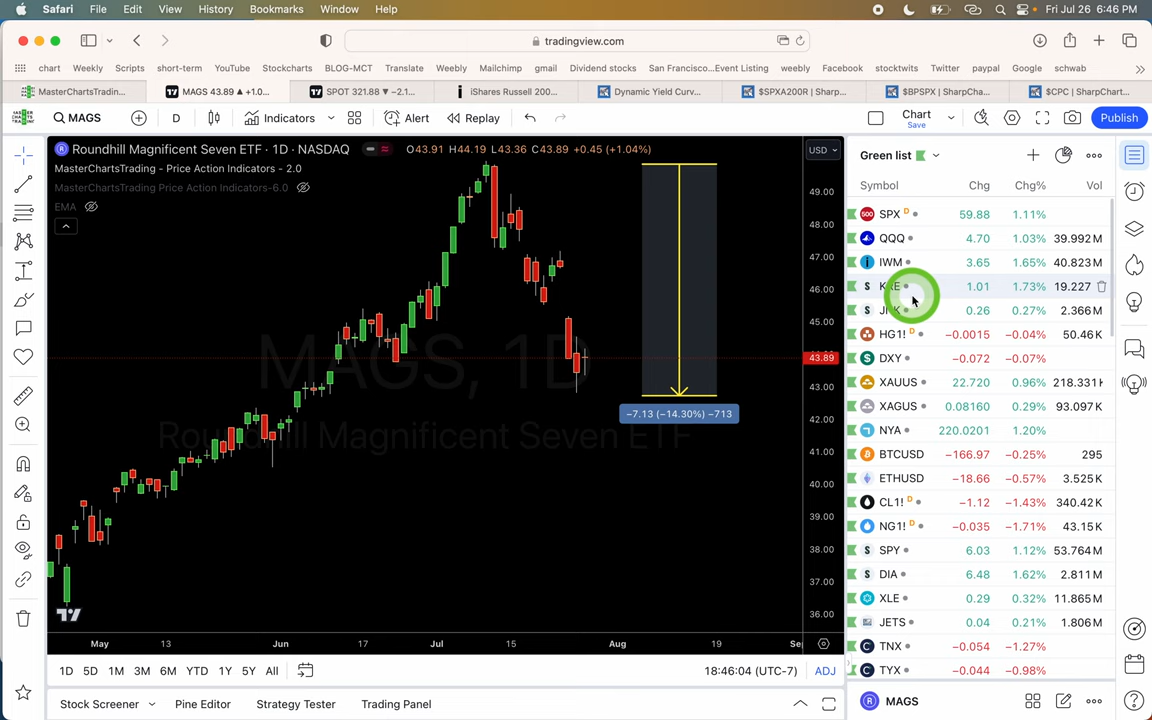 Safari File Edit View History Bookmarks Window Help Fri Jul 26 6:46 PM
tradingview.com
chart Weekly Scripts short-term YouTube Stockcharts BLOG-MCT Translate Weebly Mailchimp gmail Dividend stocks San Francisco...Event Listing weebly Facebook stocktwits Twitter paypal Google schwab
MasterChartsTradin... MAGS 43.89 ▲ +1.0... SPOT 321.88 ▼ −2.1... iShares Russell 200... Dynamic Yield Curv... $SPXA200R | Sharp... $BPSPX | SharpCha... $CPC | SharpChart...
MAGS D Indicators Alert Replay Chart Save Publish
Roundhill Magnificent Seven ETF · 1D · NASDAQ O43.91 H44.19 L43.36 C43.89 +0.45 (+1.04%) USD
MasterChartsTrading - Price Action Indicators - 2.0
MasterChartsTrading Price Action Indicators-6.0
EMA
MAGS, 1D
Roundhill Magnificent Seven ETF
−7.13 (−14.30%) −713
49.00
48.00
47.00
46.00
45.00
43.89
43.00
42.00
41.00
40.00
39.00
38.00
37.00
36.00
May 13 Jun 17 Jul 15 Aug 19 Se
1D 5D 1M 3M 6M YTD 1Y 5Y All 18:46:04 (UTC-7) ADJ
Stock Screener Pine Editor Strategy Tester Trading Panel
Green list
Symbol Chg Chg% Vol
500 SPX D 59.88 1.11%
QQQ 4.70 1.03% 39.992M
IWM 3.65 1.65% 40.823M
S KRE 1.01 1.73% 19.227
S JNK 0.26 0.27% 2.366M
HG1! D −0.0015 −0.04% 50.46K
DXY −0.072 −0.07%
XAUUS 22.720 0.96% 218.331K
XAGUS 0.08160 0.29% 93.097K
NYA 220.0201 1.20%
BTCUSD −166.97 −0.25% 295
ETHUSD −18.66 −0.57% 3.525K
CL1! D −1.12 −1.43% 340.42K
NG1! D −0.035 −1.71% 43.15K
S SPY 6.03 1.12% 53.764M
S DIA 6.48 1.62% 2.811M
XLE 0.29 0.32% 11.865M
JETS 0.04 0.21% 1.806M
C TNX −0.054 −1.27%
C TYX −0.044 −0.98%
MAGS